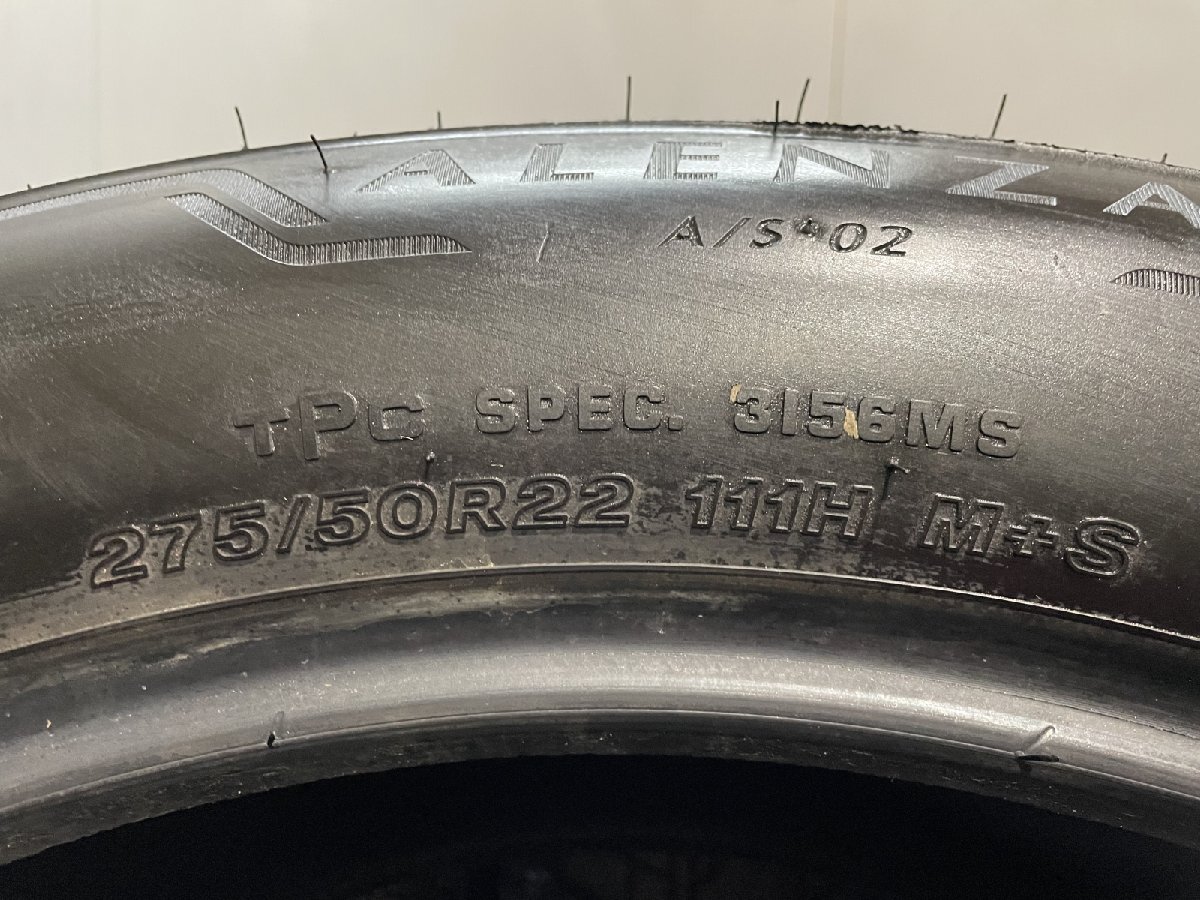 ALENZA
A/S 02
TPC SPEC. 3156MS
275/50R22 111H M+S